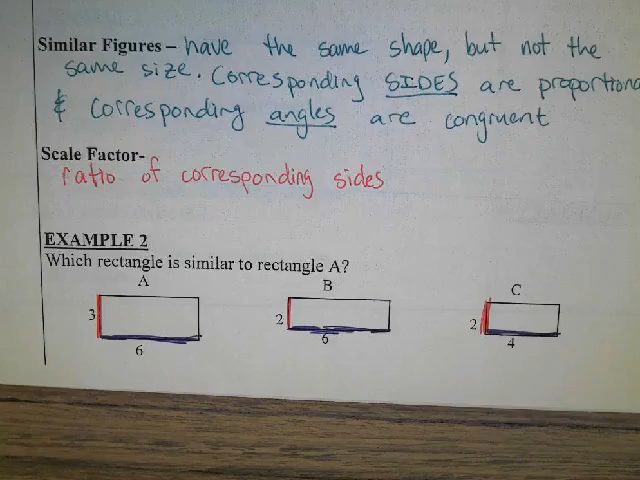 Similar Figures – have the same shape, but not the
same size. Corresponding SIDES are proportiona
& corresponding angles are congruent
Scale Factor-
ratio of corresponding sides
EXAMPLE 2
Which rectangle is similar to rectangle A?
A B C
3 2 2
6 6 4